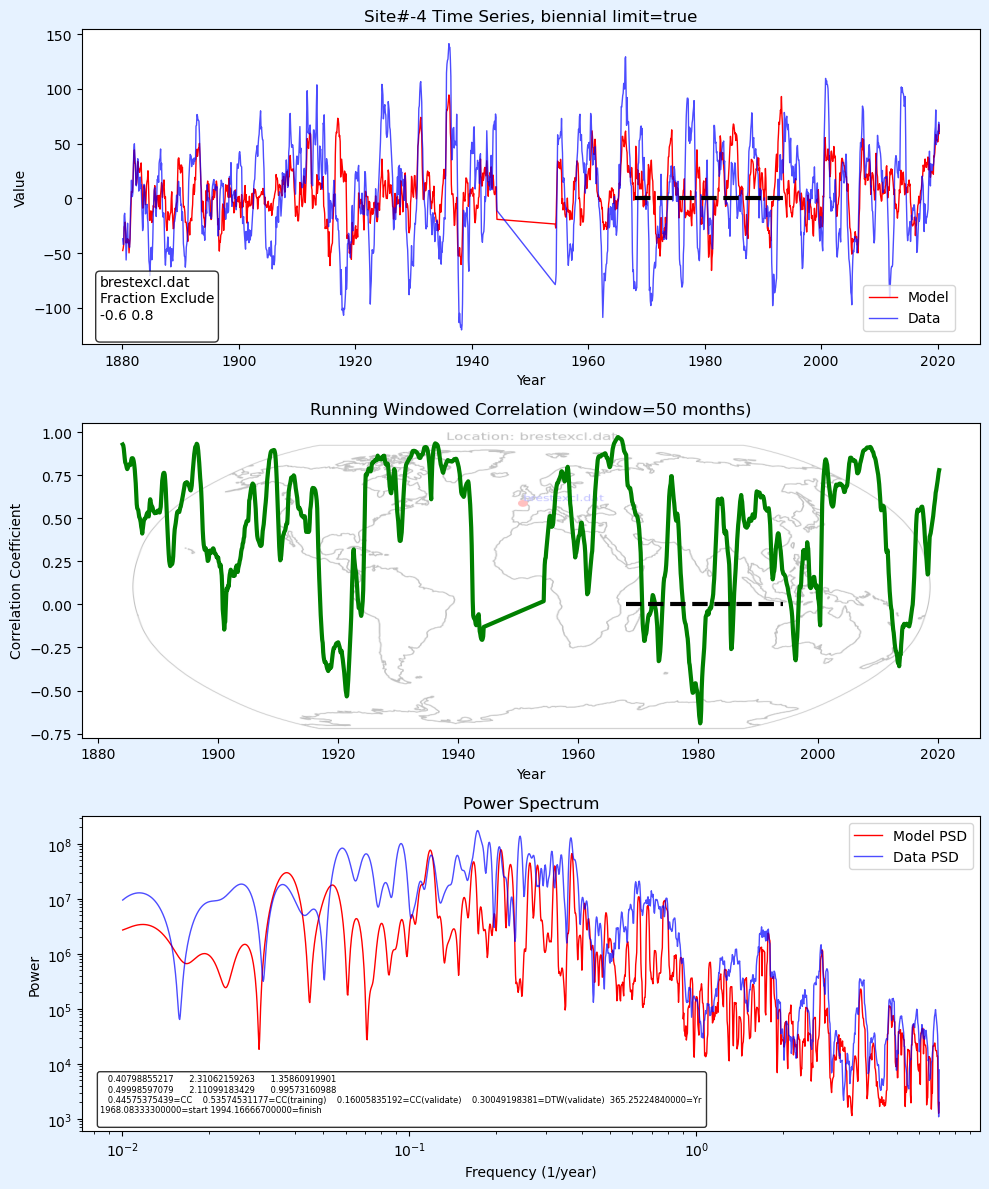 Site#-4 Time Series, biennial limit=true
Value
150
100
50
0
−50
−100
brestexcl.dat
Fraction Exclude
-0.6 0.8
Model
Data
1880 1900 1920 1940 1960 1980 2000 2020
Year
Running Windowed Correlation (window=50 months)
Correlation Coefficient
1.00
0.75
0.50
0.25
0.00
−0.25
−0.50
−0.75
Location: brestexcl.dat
brestexcl.dat
1880 1900 1920 1940 1960 1980 2000 2020
Year
Power Spectrum
Power
10^8
10^7
10^6
10^5
10^4
10^3
Model PSD
Data PSD
0.40798855217 2.31062159263 1.35860919901
0.49998597079 2.11099183429 0.99573160988
0.44575375439=CC 0.53574531177=CC(training) 0.16005835192=CC(validate) 0.30049198381=DTW(validate) 365.25224840000=Yr
1968.08333300000=start 1994.16666700000=finish
10^−2 10^−1 10^0
Frequency (1/year)